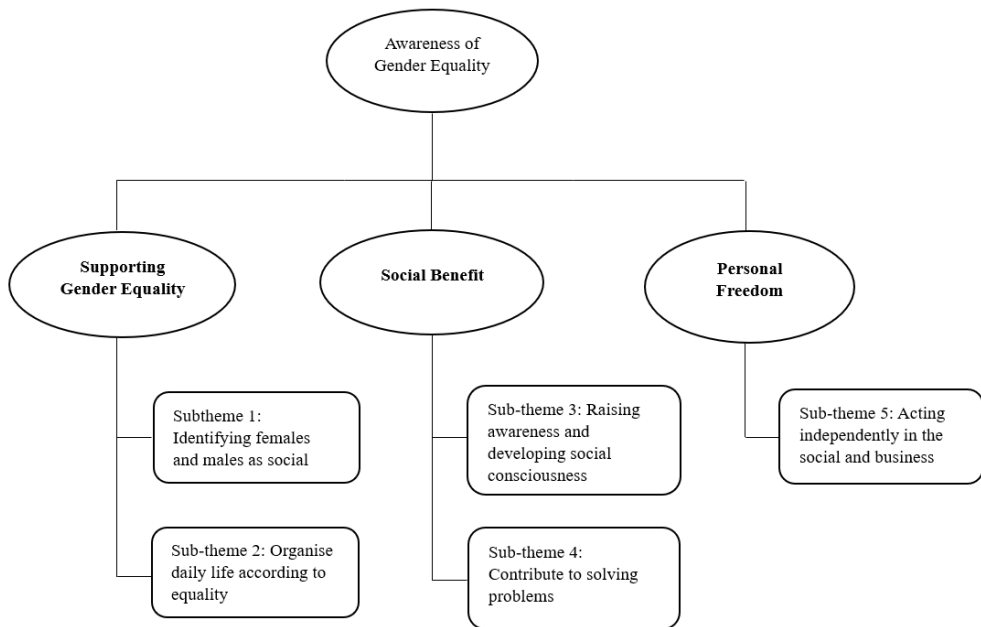 Awareness of
Gender Equality
Supporting
Gender Equality
Social Benefit
Personal
Freedom
Subtheme 1:
Identifying females
and males as social
Sub-theme 2: Organise
daily life according to
equality
Sub-theme 3: Raising
awareness and
developing social
consciousness
Sub-theme 4:
Contribute to solving
problems
Sub-theme 5: Acting
independently in the
social and business